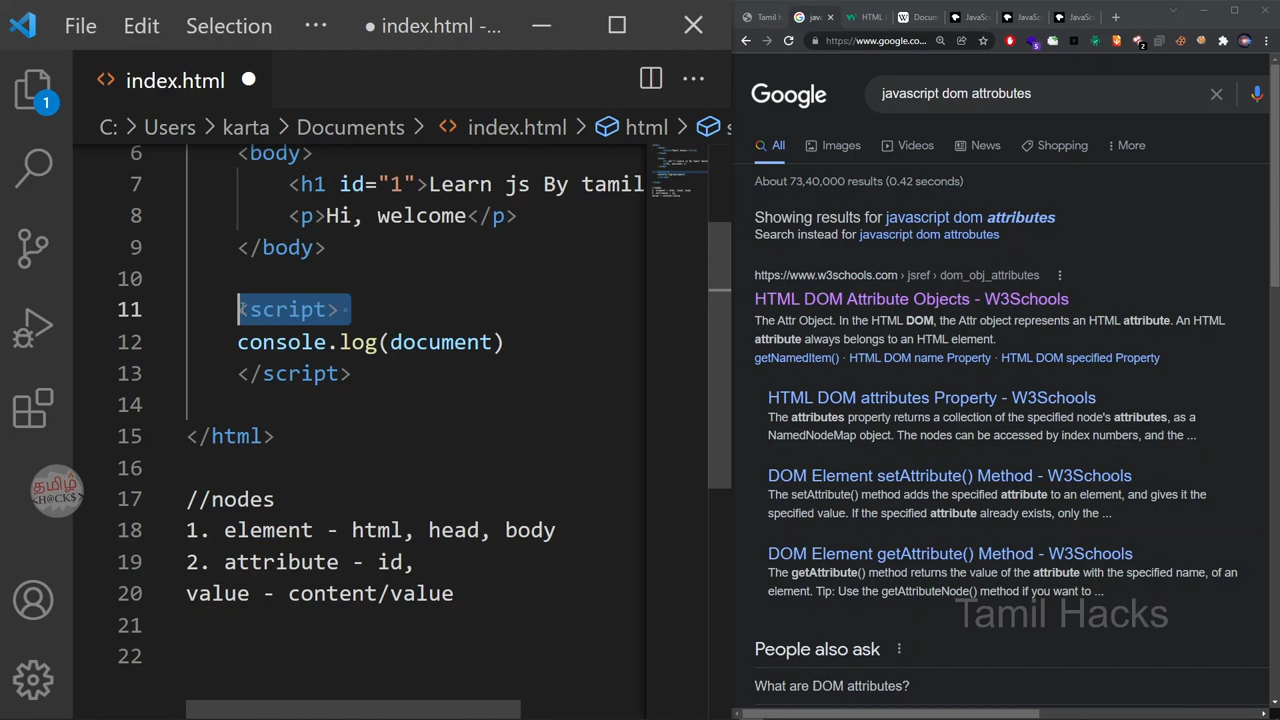 File Edit Selection ··· ● index.html -...
index.html
C: > Users > karta > Documents > index.html > html >
6 <body>
7 <h1 id="1">Learn js By tamil
8 <p>Hi, welcome</p>
9 </body>
10
11 <script>
12 console.log(document)
13 </script>
14
15 </html>
16
17 //nodes
18 1. element - html, head, body
19 2. attribute - id,
20 value - content/value
21
22
1
தமிழ்
<H@CK$>
Tamil h java HTML Docum JavaSc JavaSc JavaSc
https://www.google.co...
Google javascript dom attrobutes
All Images Videos News Shopping More
About 73,40,000 results (0.42 seconds)
Showing results for javascript dom attributes
Search instead for javascript dom attrobutes
https://www.w3schools.com › jsref › dom_obj_attributes
HTML DOM Attribute Objects - W3Schools
The Attr Object. In the HTML DOM, the Attr object represents an HTML attribute. An HTML
attribute always belongs to an HTML element.
getNamedItem() · HTML DOM name Property · HTML DOM specified Property
HTML DOM attributes Property - W3Schools
The attributes property returns a collection of the specified node's attributes, as a
NamedNodeMap object. The nodes can be accessed by index numbers, and the ...
DOM Element setAttribute() Method - W3Schools
The setAttribute() method adds the specified attribute to an element, and gives it the
specified value. If the specified attribute already exists, only the ...
DOM Element getAttribute() Method - W3Schools
The getAttribute() method returns the value of the attribute with the specified name, of an
element. Tip: Use the getAttributeNode() method if you want to ...
Tamil Hacks
People also ask
What are DOM attributes?